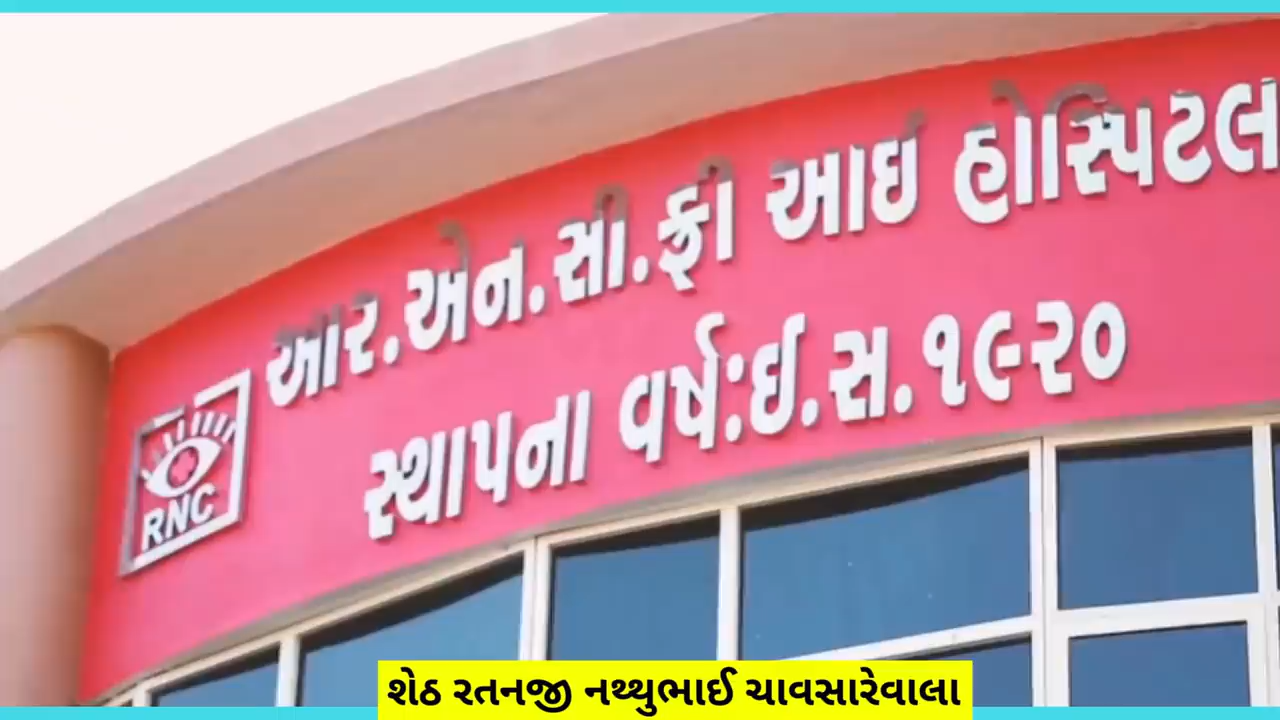 આર.એન.સી.ફ્રી આઇ હોસ્પિટલ
સ્થાપના વર્ષ:ઈ.સ.૧૯૨૦
RNC
શેઠ રતનજી નથ્થુભાઈ ચાવસારેવાલા